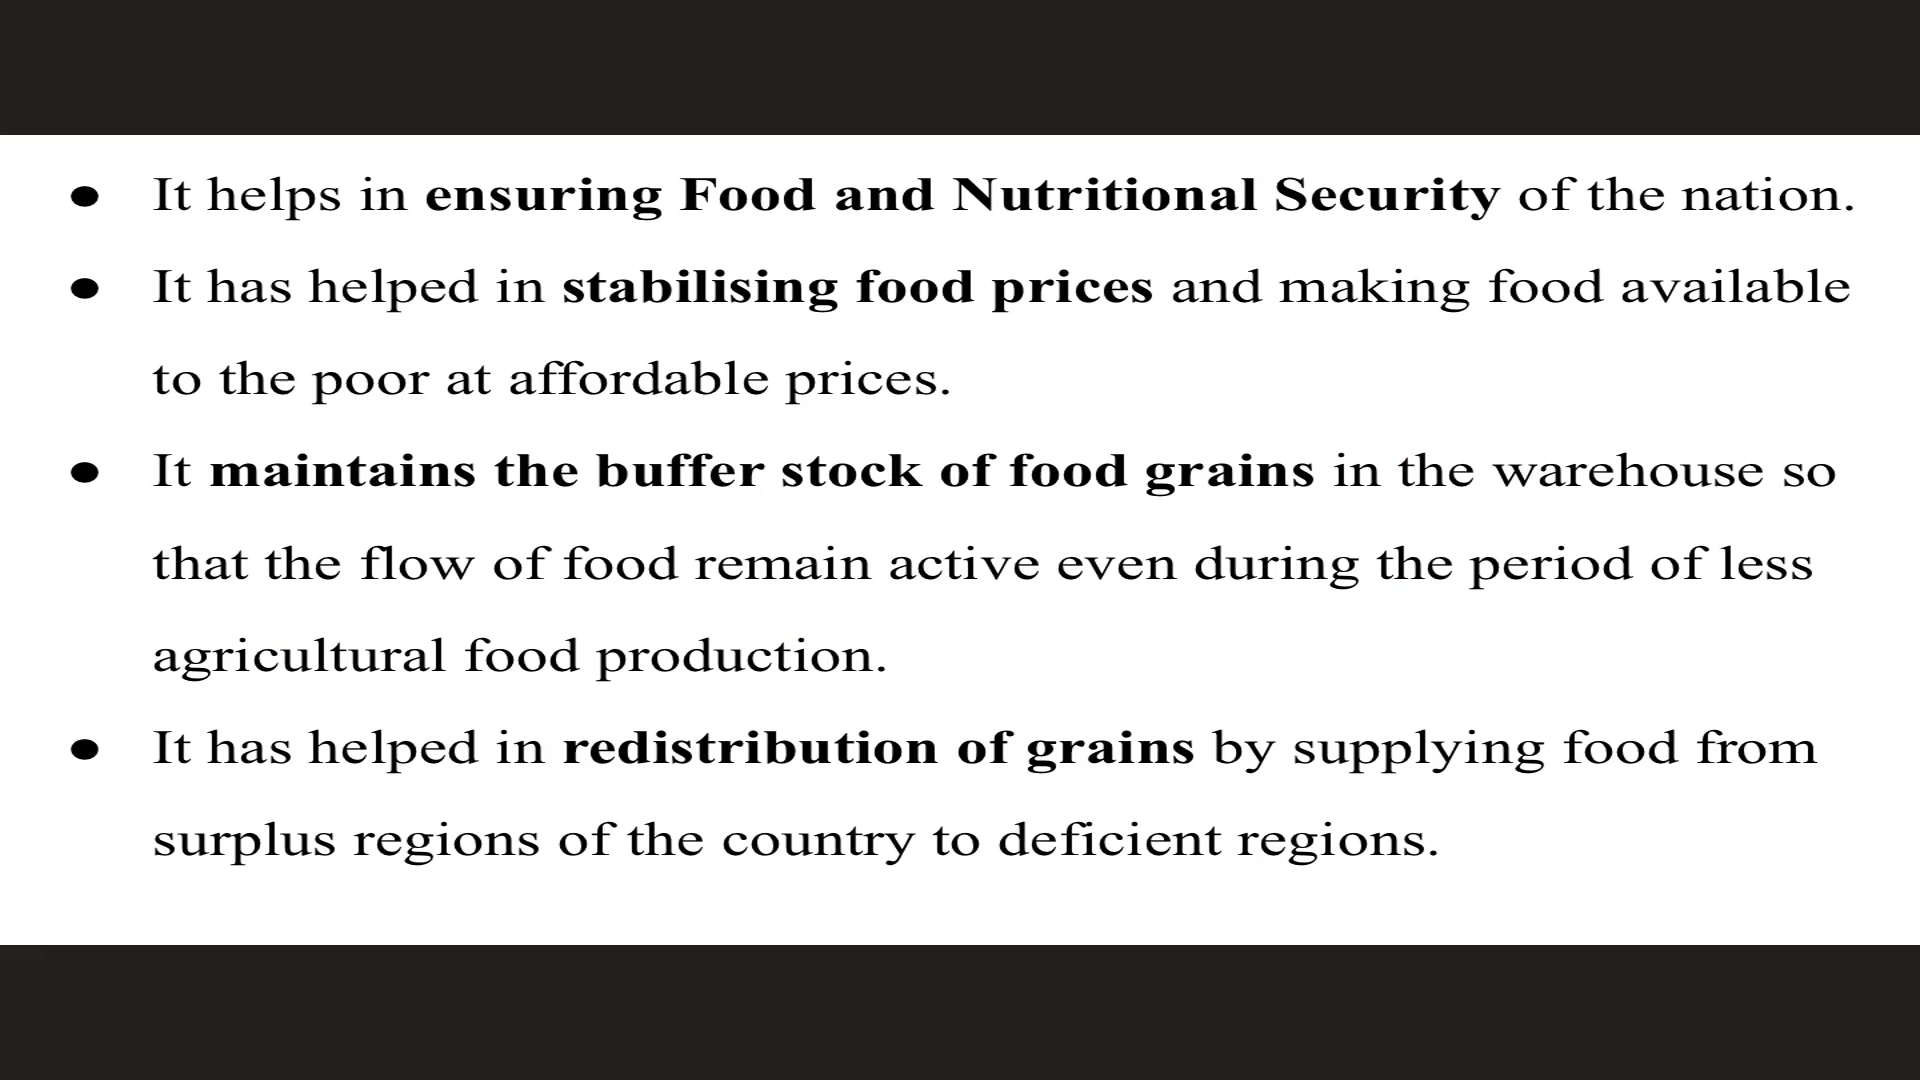 ● It helps in ensuring Food and Nutritional Security of the nation.
● It has helped in stabilising food prices and making food available
to the poor at affordable prices.
● It maintains the buffer stock of food grains in the warehouse so
that the flow of food remain active even during the period of less
agricultural food production.
● It has helped in redistribution of grains by supplying food from
surplus regions of the country to deficient regions.